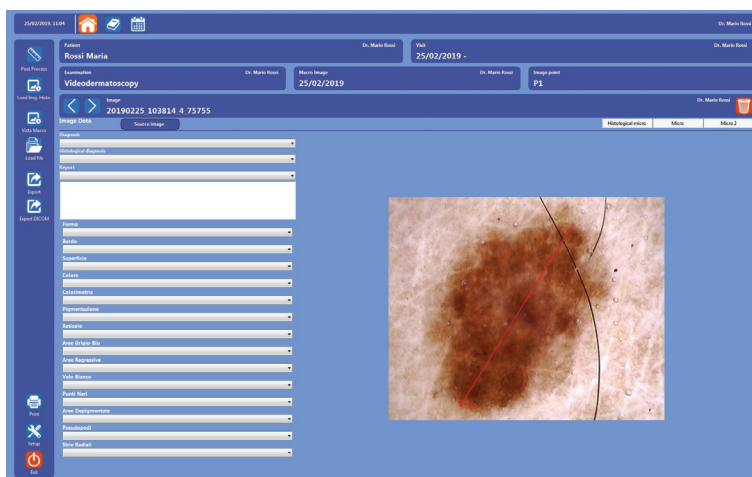 25/02/2019,
11:04
Dr. Mario Rossi
Patient
Dr. Mario Rossi
Rossi Maria
Visit
Dr. Mario Rossi
25/02/2019 -
Examination
Dr. Mario Rossi
Videodermatoscopy
Macro Image
Dr. Mario Rossi
25/02/2019
Image point
P1
Image
Dr. Mario Rossi
20190225_103814_4_75755
Image Data
Source image
Histological micro
Micro
Micro 2
Post Process
Load Img. Histo.
Vista Macro
Load file
Export
Export DICOM
Print
Setup
Exit
Diagnosis
Histological diagnosis
Report
Forma
Bordo
Superficie
Colore
Colorimetria
Pigmentazione
Reticolo
Aree Grigio Blu
Aree Regressive
Velo Bianco
Punti Neri
Aree Depigmentate
Pseudopodi
Strie Radiali